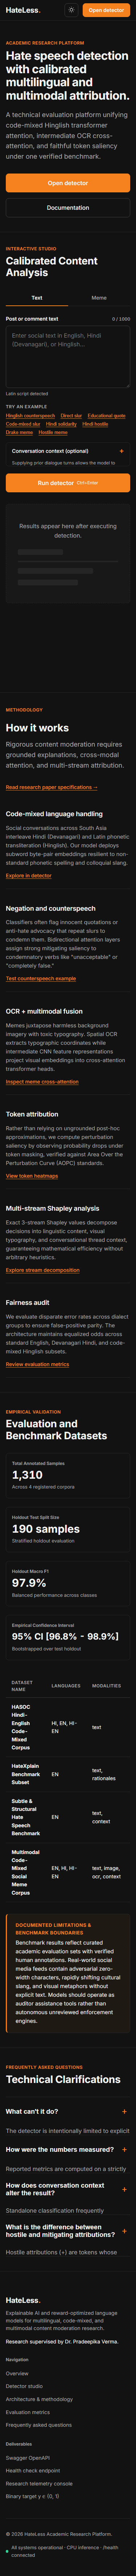 HateLess.
Open detector
ACADEMIC RESEARCH PLATFORM
Hate speech detection
with calibrated
multilingual and
multimodal attribution.
A technical evaluation platform unifying
code-mixed Hinglish transformer
attention, intermediate OCR cross-
attention, and faithful token saliency
under one verified benchmark.
Open detector
Documentation
INTERACTIVE STUDIO
Calibrated Content
Analysis
Text
Meme
Post or comment text
0 / 1000
Enter social text in English, Hindi
(Devanagari), or Hinglish...
Latin script detected
TRY AN EXAMPLE
Hinglish counterspeech
Direct slur
Educational quote
Code-mixed slur
Hindi solidarity
Hindi hostile
Drake meme
Hostile meme
Conversation context (optional)
+
Supplying prior dialogue turns allows the model to
Run detector
Ctrl+Enter
Results appear here after executing
detection.
METHODOLOGY
How it works
Rigorous content moderation requires
grounded explanations, cross-modal
attention, and multi-stream attribution.
Read research paper specifications →
Code-mixed language handling
Social conversations across South Asia
interleave Hindi (Devanagari) and Latin phonetic
transliteration (Hinglish). Our models deploy
subword byte-pair embeddings resilient to non-
standard phonetic spelling and colloquial slang.
Explore in detector
Negation and counterspeech
Classifiers often flag innocent quotations or
anti-hate advocacy that repeat slurs to
condemn them. Bidirectional attention layers
evaluate strong mitigatory valence to
condemnatory verbs like "unacceptable" or
"completely false."
Test counterspeech example
OCR + multimodal fusion
Memes juxtapose harmless background
imagery with toxic typography. Spatial OCR
extracts typographic coordinates while
intermediate CNN feature representations
project visual embeddings into cross-attention
transformer heads.
Inspect meme cross-attention
Token attribution
Rather than relying on ungrounded post-hoc
approximations, we compute perturbation
saliency by observing probability drops under
token masking, verified against Area Over the
Perturbation Curve (AOPC) standards.
View token heatmaps
Multi-stream Shapley analysis
Exact 3-stream Shapley values decompose
decisions into linguistic content, visual
typography, and conversational thread context,
guaranteeing mathematical efficiency without
arbitrary heuristics.
Explore stream decomposition
Fairness audit
We evaluate disparate error rates across dialect
groups to ensure false-positive parity. The
architecture maintains equalized odds across
standard English, Devanagari Hindi, and code-
mixed Hinglish subsets.
Review evaluation metrics
EMPIRICAL VALIDATION
Evaluation and
Benchmark Datasets
Total Annotated Samples
1,310
Across 4 registered corpora
Holdout Test Split Size
190 samples
Stratified holdout evaluation
Holdout Macro F1
97.9%
Balanced performance across classes
Empirical Confidence Interval
95% CI [96.8% - 98.9%]
Bootstrapped over test holdout
DATASET NAME
LANGUAGES
MODALITIES
HASOC
Hindi-
English
Code-
Mixed
Corpus
HI, EN, HI-
EN
text
HateXplain
Benchmark
Subset
EN
text,
rationales
Subtle &
Structural
Hate
Speech
Benchmark
EN
text,
context
Multimodal
Code-
Mixed
Social
Meme
Corpus
EN, HI, HI-
EN
text, image,
ocr, context
DOCUMENTED LIMITATIONS &
BENCHMARK BOUNDARIES
Benchmark results reflect curated
academic evaluation sets with verified
human annotations. Real-world social
media feeds contain adversarial zero-
width characters, rapidly shifting cultural
slang, and visual metaphors without
explicit text. Models should operate as
auditor assistance tools rather than
autonomous unreviewed enforcement
engines.
FREQUENTLY ASKED QUESTIONS
Technical Clarifications
What can't it do?
+
The detector is intentionally limited to explicit
How were the numbers measured?
+
Reported metrics are computed on a strictly
How does conversation context
alter the result?
+
Standalone classification frequently
What is the difference between
hostile and mitigating attributions?
+
Hostile attributions (+) are tokens whose
HateLess.
Explainable AI and reward-optimized language
models for multilingual, code-mixed, and
multimodal research.
Research supervised by Dr. Pradeepika Verma.
Navigation
Overview
Detector studio
Architecture & methodology
Evaluation metrics
Frequently asked questions
Deliverables
Swagger OpenAPI
Health check endpoint
Research telemetry console
Binary target y ∈ {0, 1}
© 2026 HateLess Academic Research Platform.
All systems operational · CPU inference · /health
connected